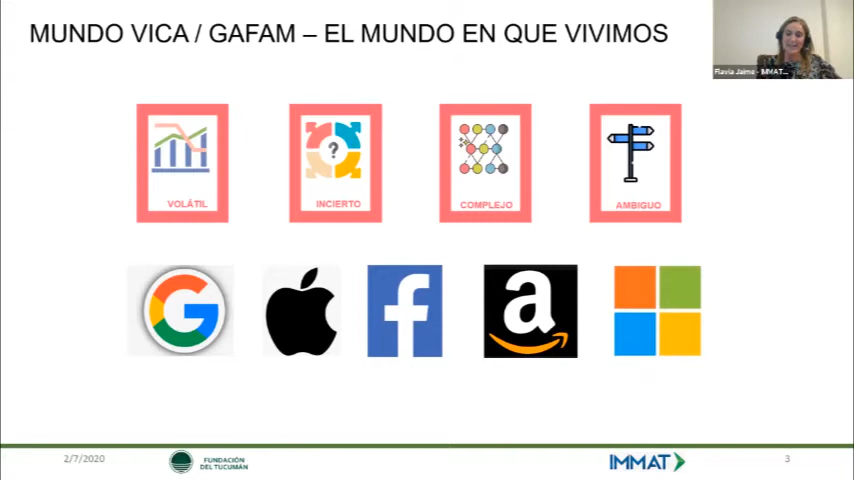 MUNDO VICA / GAFAM – EL MUNDO EN QUE VIVIMOS
Flavia Jaime - IMMAT...
VOLÁTIL
?
INCIERTO
COMPLEJO
AMBIGUO
G
f
a
2/7/2020
FUNDACIÓN
DEL TUCUMÁN
IMMAT
3